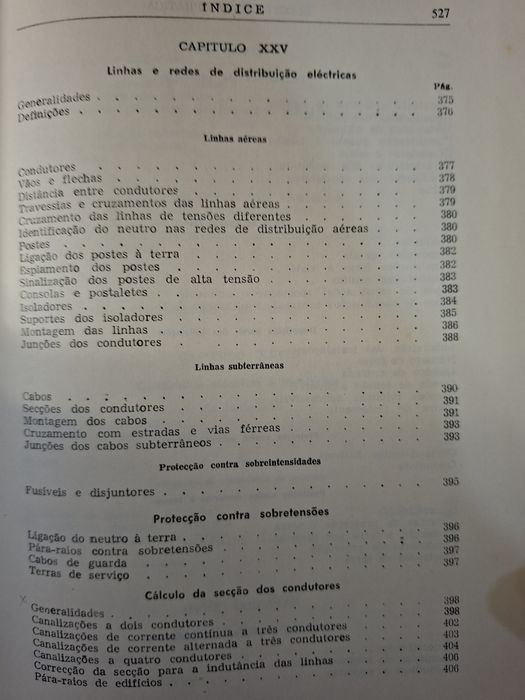 ÍNDICE 527
CAPITULO XXV
Linhas e redes de distribuição eléctricas
Pág.
Generalidades . . . . . . . . . . . . . . . . 375
Definições . . . . . . . . . . . . . . . . 376
Linhas aéreas
Condutores . . . . . . . . . . . . . . . . 377
Vãos e flechas . . . . . . . . . . . . . . . 378
Distância entre condutores . . . . . . . . . . . 379
Travessias e cruzamentos das linhas aéreas . . . . . . . 379
Cruzamento das linhas de tensões diferentes . . . . . . . 380
Identificação do neutro nas redes de distribuição aéreas . . . 380
Postes . . . . . . . . . . . . . . . . . 380
Ligação dos postes à terra . . . . . . . . . . . 382
Espiamento dos postes . . . . . . . . . . . . 382
Sinalização dos postes de alta tensão . . . . . . . . 383
Consolas e postaletes . . . . . . . . . . . . . 383
Isoladores . . . . . . . . . . . . . . . . 384
Suportes dos isoladores . . . . . . . . . . . . 385
Montagem das linhas . . . . . . . . . . . . . 386
Junções dos condutores . . . . . . . . . . . . 388
Linhas subterrâneas
Cabos . . . . . . . . . . . . . . . . . 390
Secções dos condutores . . . . . . . . . . . . 391
Montagem dos cabos . . . . . . . . . . . . . 391
Cruzamento com estradas e vias férreas . . . . . . . . 393
Junções dos cabos subterrâneos . . . . . . . . . . 393
Protecção contra sobreintensidades
Fusíveis e disjuntores . . . . . . . . . . . . . 395
Protecção contra sobretensões
Ligação do neutro à terra . . . . . . . . . . . . 396
Pára-raios contra sobretensões . . . . . . . . . . 396
Cabos de guarda . . . . . . . . . . . . . . 397
Terras de serviço . . . . . . . . . . . . . . 397
Cálculo da secção dos condutores
Generalidades . . . . . . . . . . . . . . . 398
Canalizações a dois condutores . . . . . . . . . . 398
Canalizações de corrente contínua a três condutores . . . . 402
Canalizações de corrente alternada a três condutores . . . . 403
Canalizações a quatro condutores . . . . . . . . . 404
Correcção da secção para a indutância das linhas . . . . . 406
Pára-raios de edifícios . . . . . . . . . . . . . 406